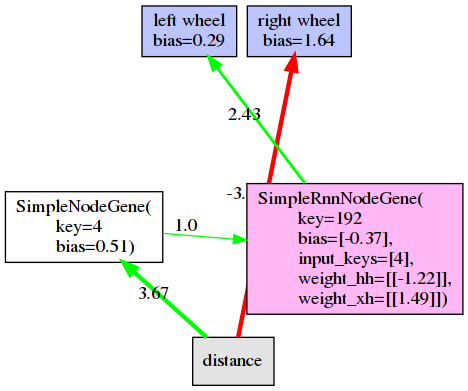 left wheel
bias=0.29
right wheel
bias=1.64
2.43
-3.
SimpleNodeGene(
key=4
bias=0.51)
1.0
SimpleRnnNodeGene(
key=192
bias=[-0.37],
input_keys=[4],
weight_hh=[[-1.22]],
weight_xh=[[1.49]])
3.67
distance